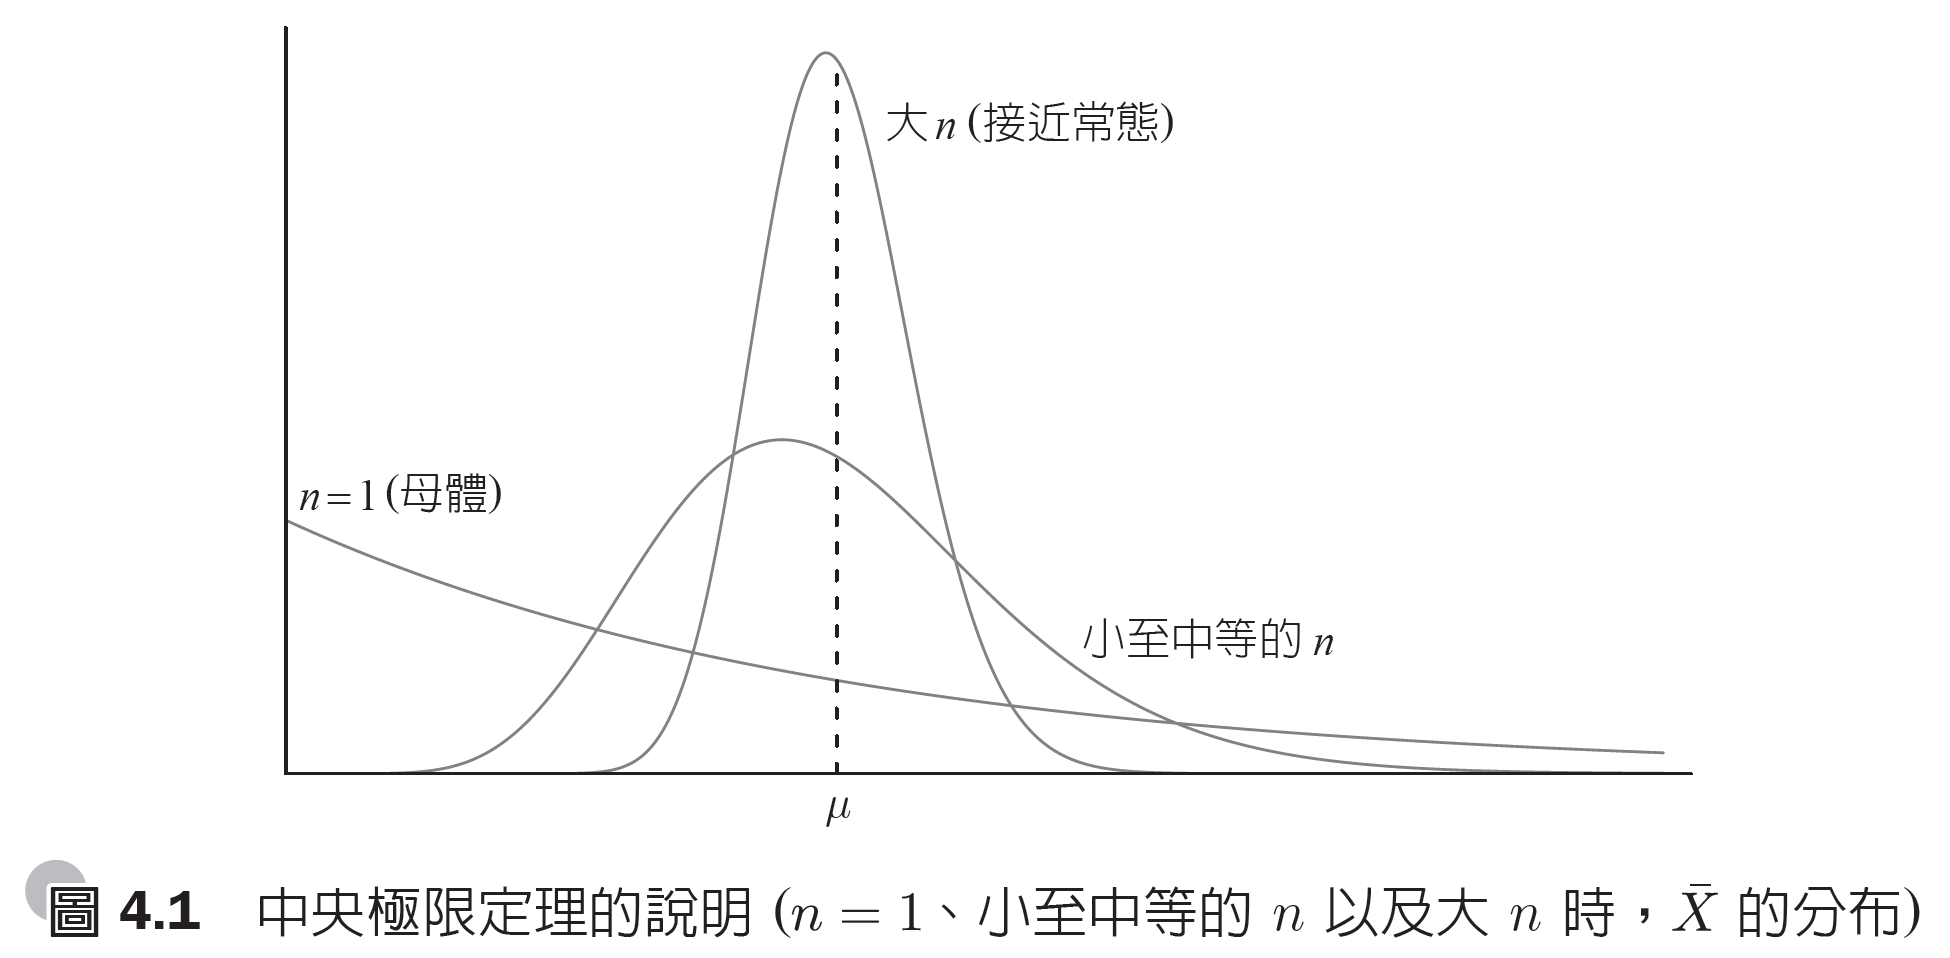 大 n (接近常態)
n = 1 (母體)
小至中等的 n
μ
圖 4.1 中央極限定理的說明 (n = 1、小至中等的 n 以及大 n 時，X̄ 的分布)